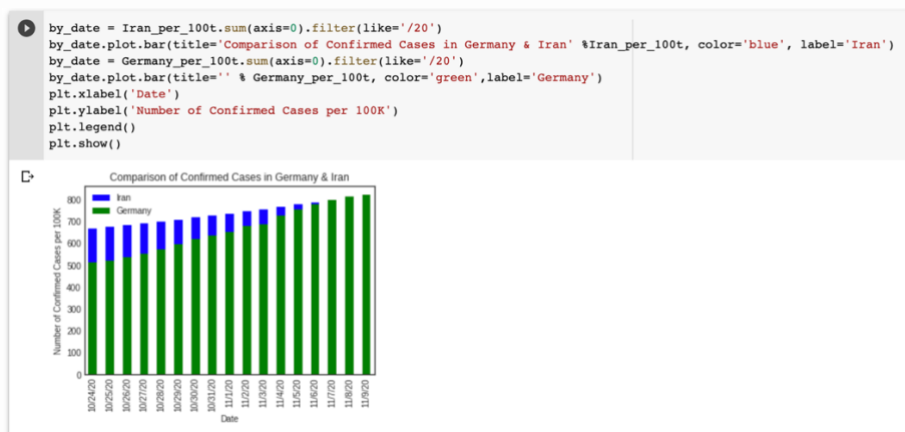 by_date = Iran_per_100t.sum(axis=0).filter(like='/20')
by_date.plot.bar(title='Comparison of Confirmed Cases in Germany & Iran' %Iran_per_100t, color='blue', label='Iran')
by_date = Germany_per_100t.sum(axis=0).filter(like='/20')
by_date.plot.bar(title='' % Germany_per_100t, color='green',label='Germany')
plt.xlabel('Date')
plt.ylabel('Number of Confirmed Cases per 100K')
plt.legend()
plt.show()
Comparison of Confirmed Cases in Germany & Iran
Iran
Germany
Number of Confirmed Cases per 100K
800
700
600
500
400
300
200
100
0
10/24/20
10/25/20
10/26/20
10/27/20
10/28/20
10/29/20
10/30/20
10/31/20
11/1/20
11/2/20
11/3/20
11/4/20
11/5/20
11/6/20
11/7/20
11/8/20
11/9/20
Date